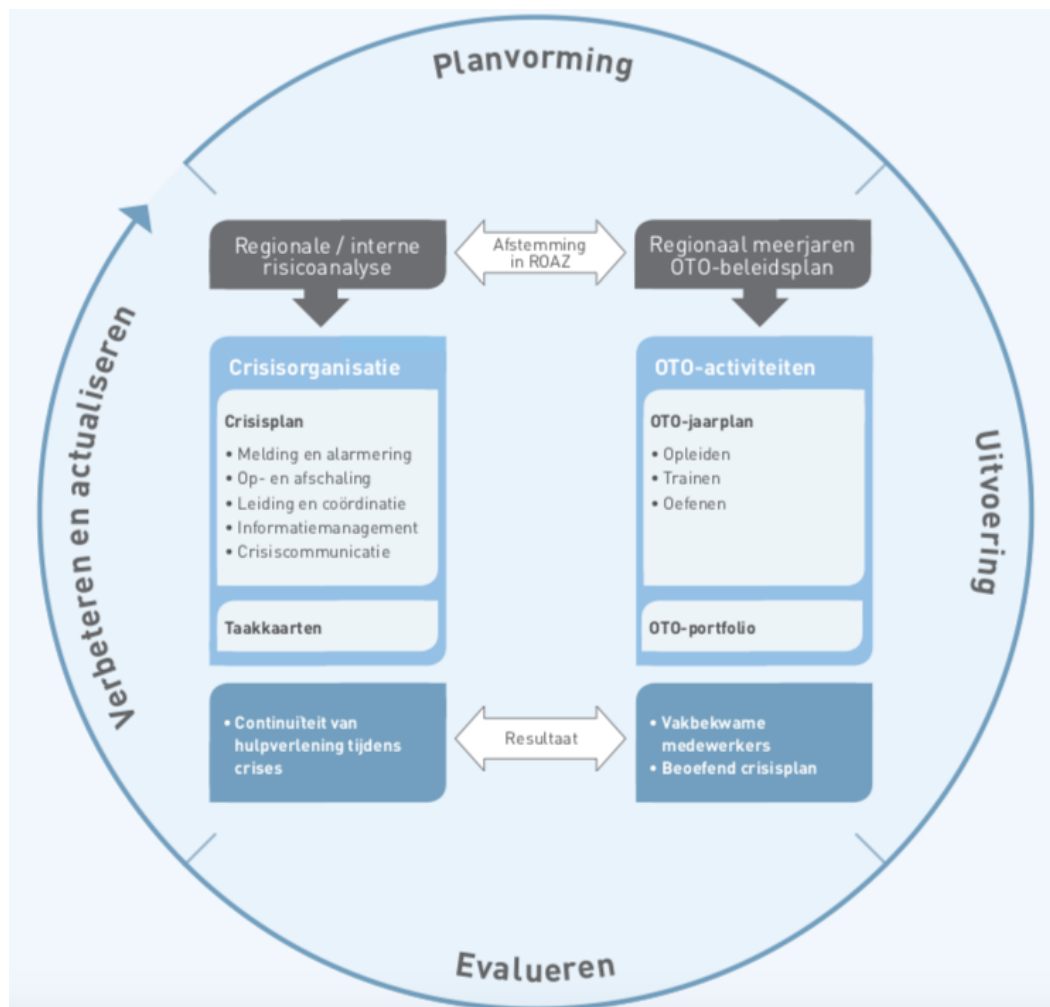 Planvorming
Regionale / interne
risicoanalyse
Afstemming
in ROAZ
Regionaal meerjaren
OTO-beleidsplan
Crisisorganisatie
Crisisplan
• Melding en alarmering
• Op- en afschaling
• Leiding en coördinatie
• Informatiemanagement
• Crisiscommunicatie
Taakkaarten
OTO-activiteiten
OTO-jaarplan
• Opleiden
• Trainen
• Oefenen
OTO-portfolio
• Continuïteit van
hulpverlening tijdens
crises
Resultaat
• Vakbekwame
medewerkers
• Beoefend crisisplan
Uitvoering
Evalueren
Verbeteren en actualiseren